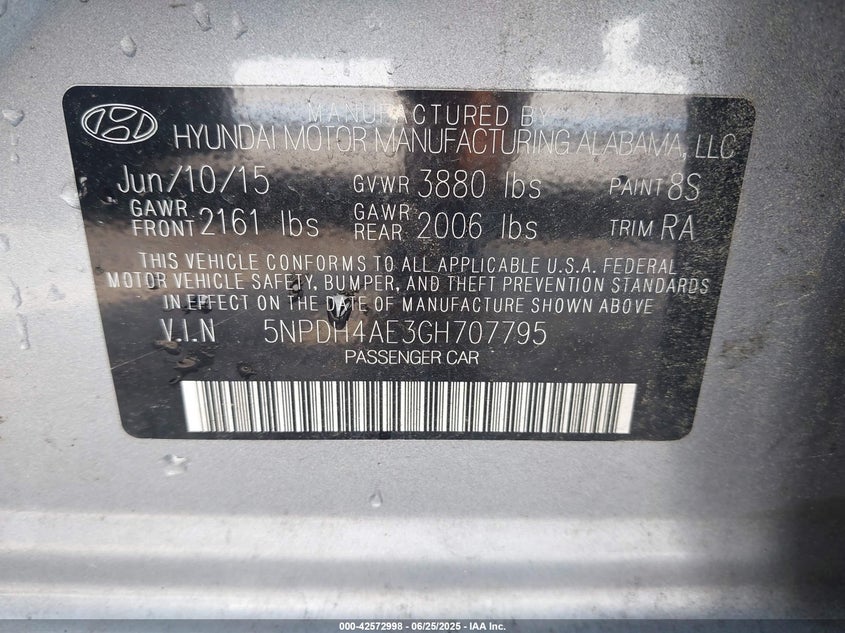 MANUFACTURED BY
HYUNDAI MOTOR MANUFACTURING ALABAMA, LLC
Jun/10/15 GVWR 3880 lbs PAINT 8S
GAWR FRONT 2161 lbs GAWR REAR 2006 lbs TRIM RA
THIS VEHICLE CONFORMS TO ALL APPLICABLE U.S.A. FEDERAL
MOTOR VEHICLE SAFETY, BUMPER, AND THEFT PREVENTION STANDARDS
IN EFFECT ON THE DATE OF MANUFACTURE SHOWN ABOVE
V.I.N 5NPDH4AE3GH707795
PASSENGER CAR
000-42572998 - 06/25/2025 - IAA Inc.